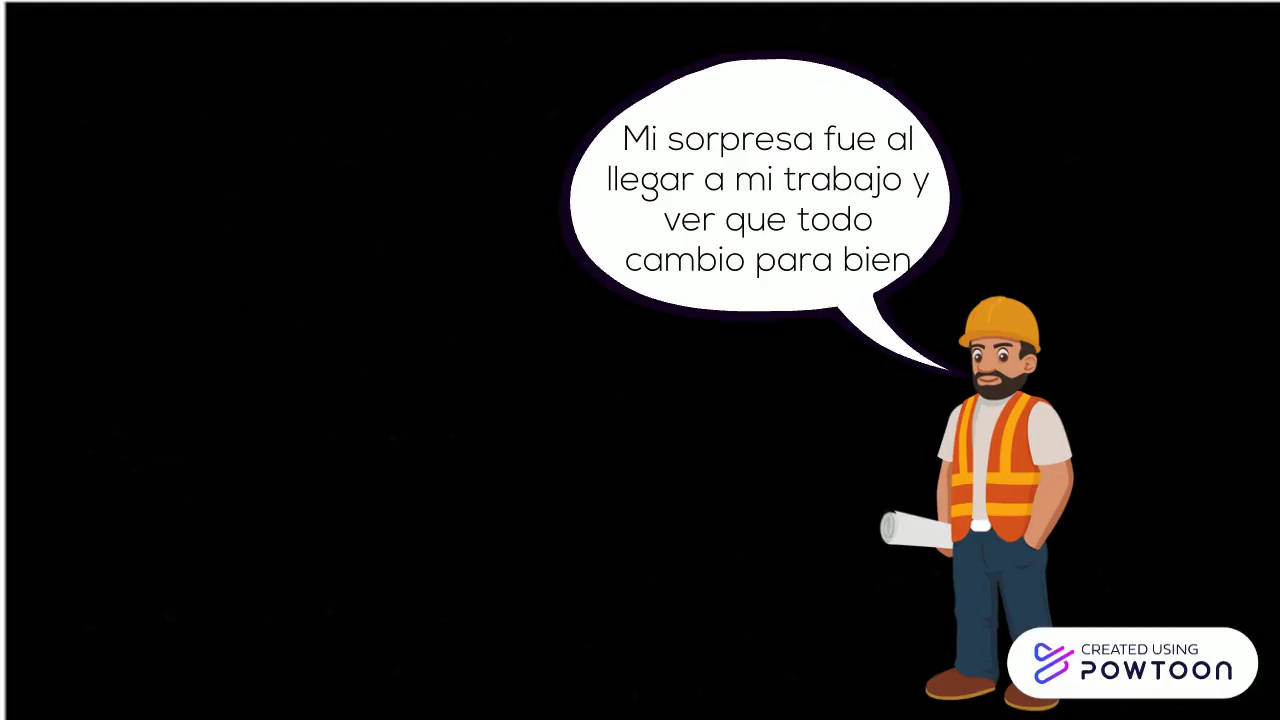 Mi sorpresa fue al
llegar a mi trabajo y
ver que todo
cambio para bien
CREATED USING
POWTOON